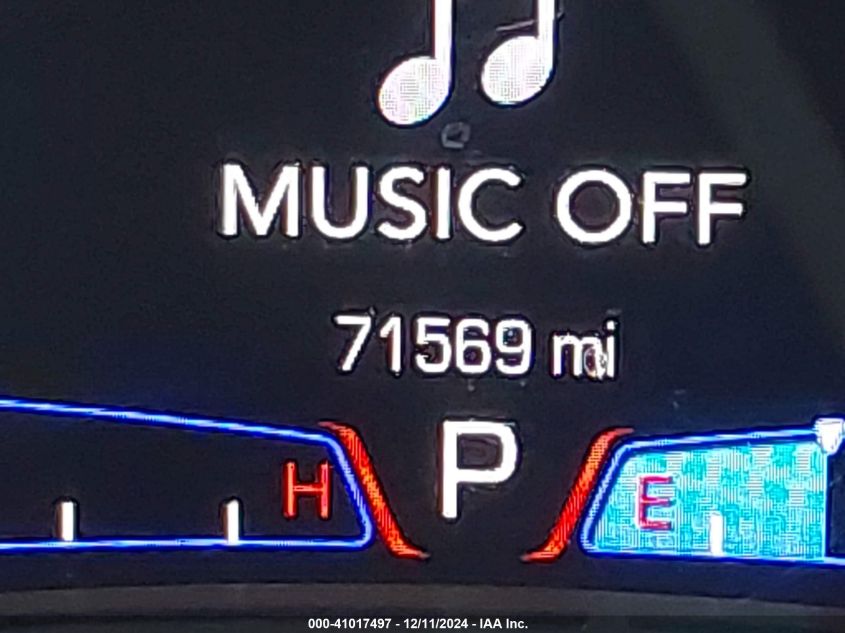 MUSIC OFF
71569 mi
P
H
E
000-41017497 - 12/11/2024 - IAA Inc.